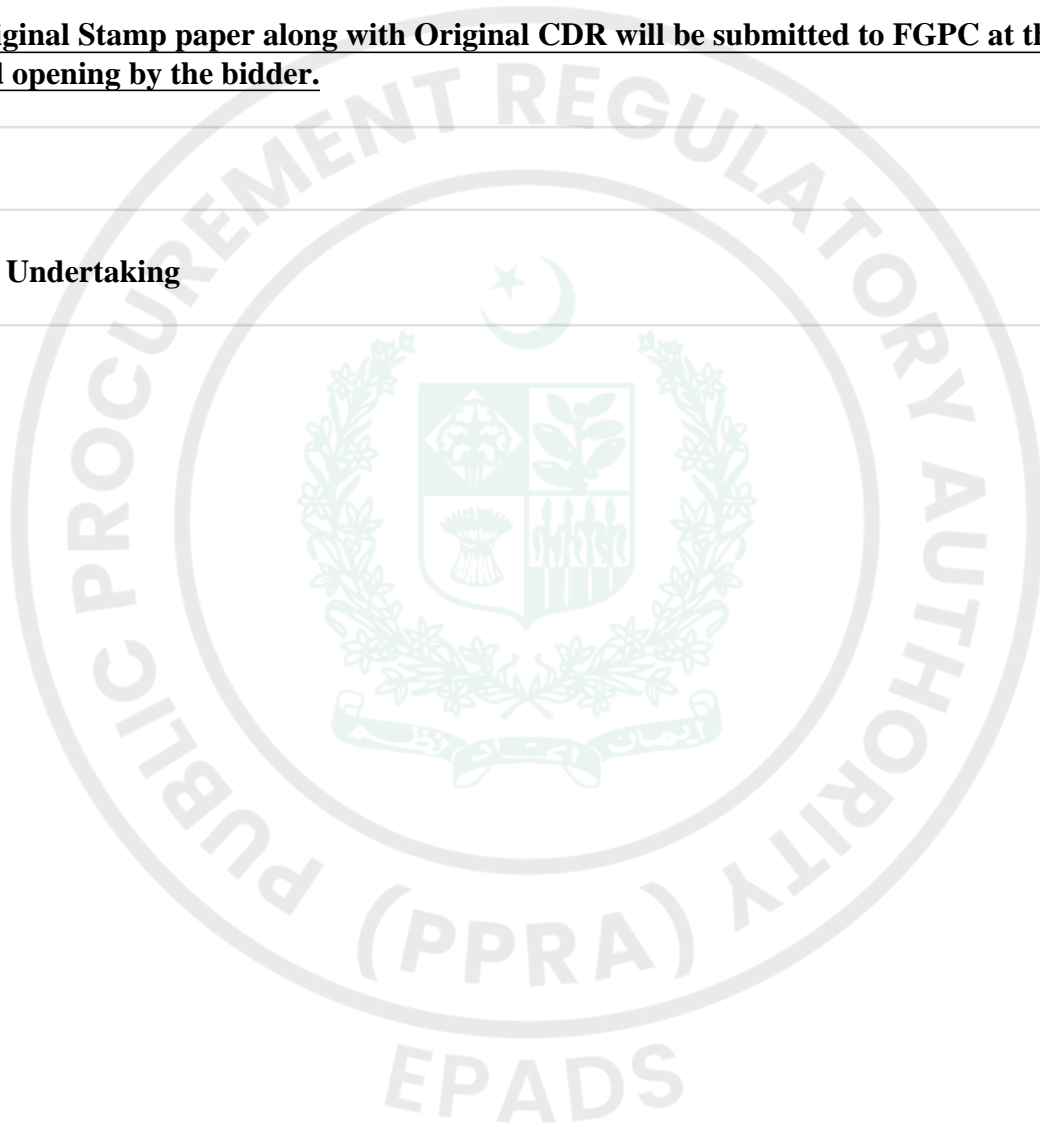 iginal Stamp paper along with Original CDR will be submitted to FGPC at th
d opening by the bidder.
Undertaking
PUBLIC PROCUREMENT REGULATORY AUTHORITY
(PPRA)
EPADS